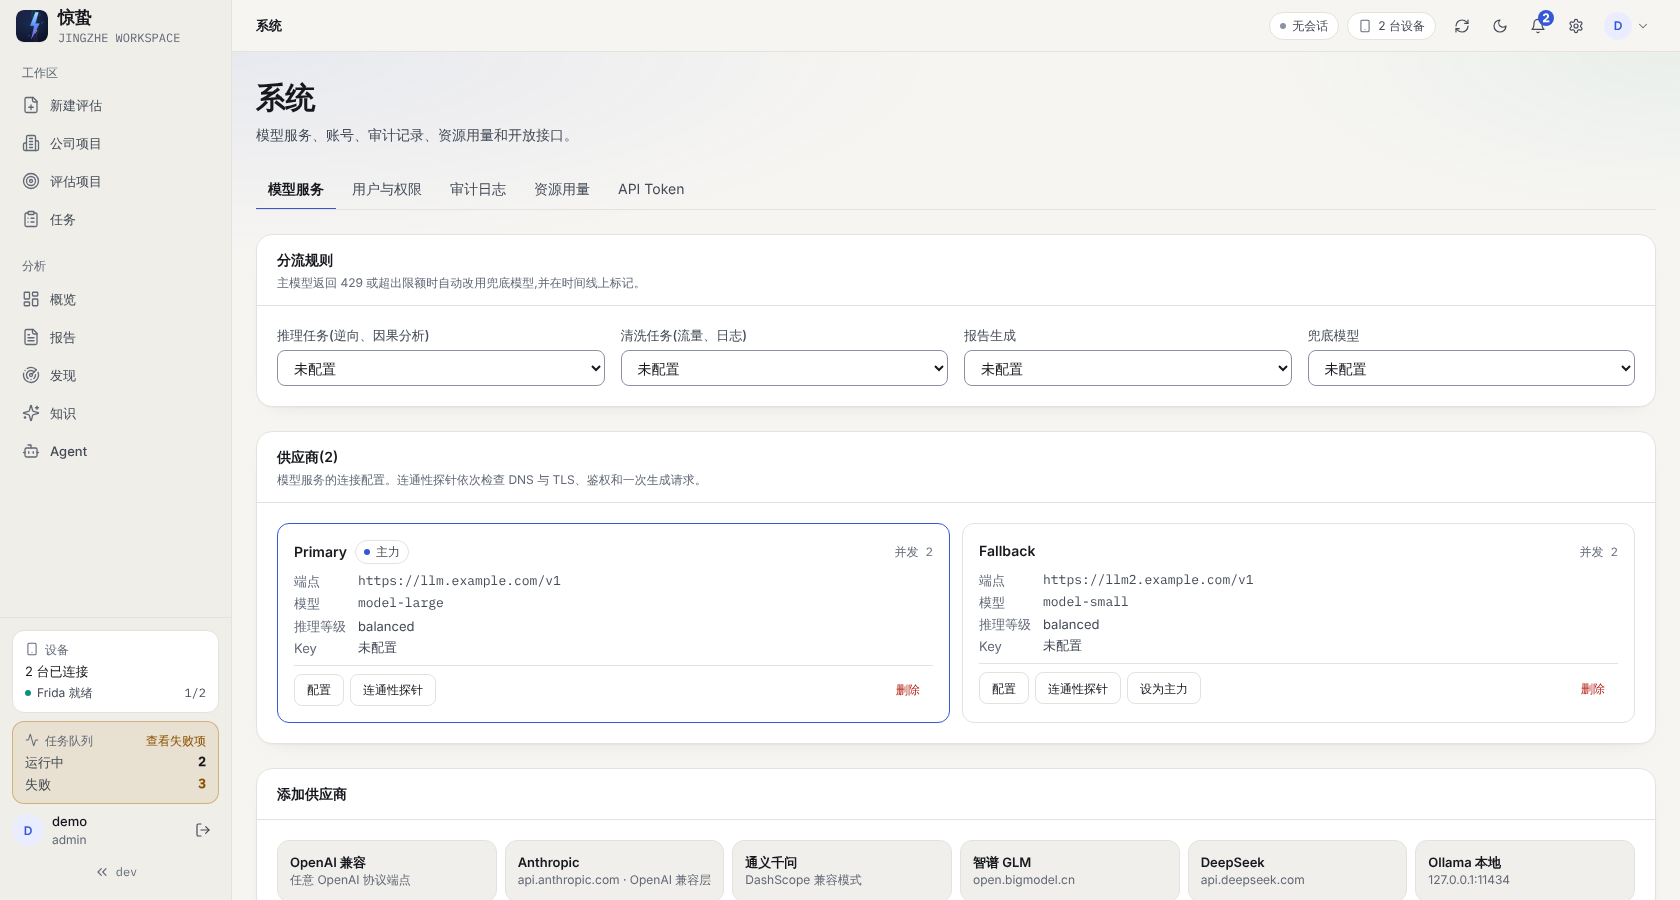 惊蛰
JINGZHE WORKSPACE
工作区
新建评估
公司项目
评估项目
任务
分析
概览
报告
发现
知识
Agent
设备
2 台已连接
Frida 就绪 1/2
任务队列 查看失败项
运行中 2
失败 3
D
demo
admin
dev
系统
无会话
2 台设备
2
D
系统
模型服务、账号、审计记录、资源用量和开放接口。
模型服务 用户与权限 审计日志 资源用量 API Token
分流规则
主模型返回 429 或超出限额时自动改用兜底模型,并在时间线上标记。
推理任务(逆向、因果分析) 清洗任务(流量、日志) 报告生成 兜底模型
未配置 未配置 未配置 未配置
供应商(2)
模型服务的连接配置。连通性探针依次检查 DNS 与 TLS、鉴权和一次生成请求。
Primary 主力 并发 2
端点 https://llm.example.com/v1
模型 model-large
推理等级 balanced
Key 未配置
配置 连通性探针 删除
Fallback 并发 2
端点 https://llm2.example.com/v1
模型 model-small
推理等级 balanced
Key 未配置
配置 连通性探针 设为主力 删除
添加供应商
OpenAI 兼容
任意 OpenAI 协议端点
Anthropic
api.anthropic.com · OpenAI 兼容层
通义千问
DashScope 兼容模式
智谱 GLM
open.bigmodel.cn
DeepSeek
api.deepseek.com
Ollama 本地
127.0.0.1:11434